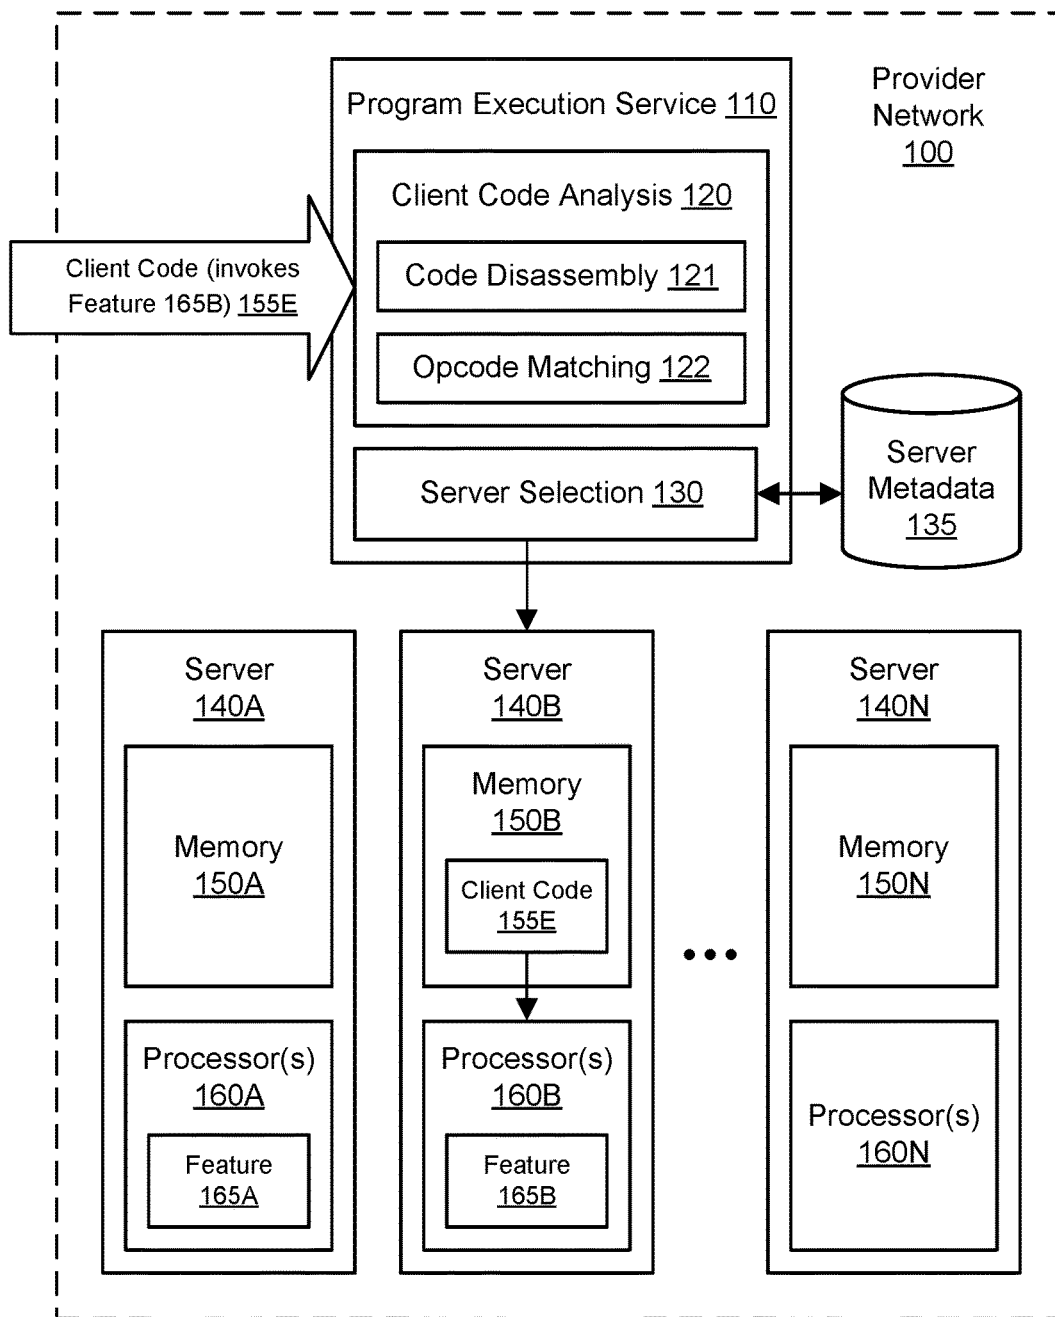 Provider
Network
100
Program Execution Service 110
Client Code Analysis 120
Code Disassembly 121
Opcode Matching 122
Client Code (invokes
Feature 165B) 155E
Server Selection 130
Server
Metadata
135
Server
140A
Memory
150A
Processor(s)
160A
Feature
165A
Server
140B
Memory
150B
Client Code
155E
Processor(s)
160B
Feature
165B
Server
140N
Memory
150N
Processor(s)
160N